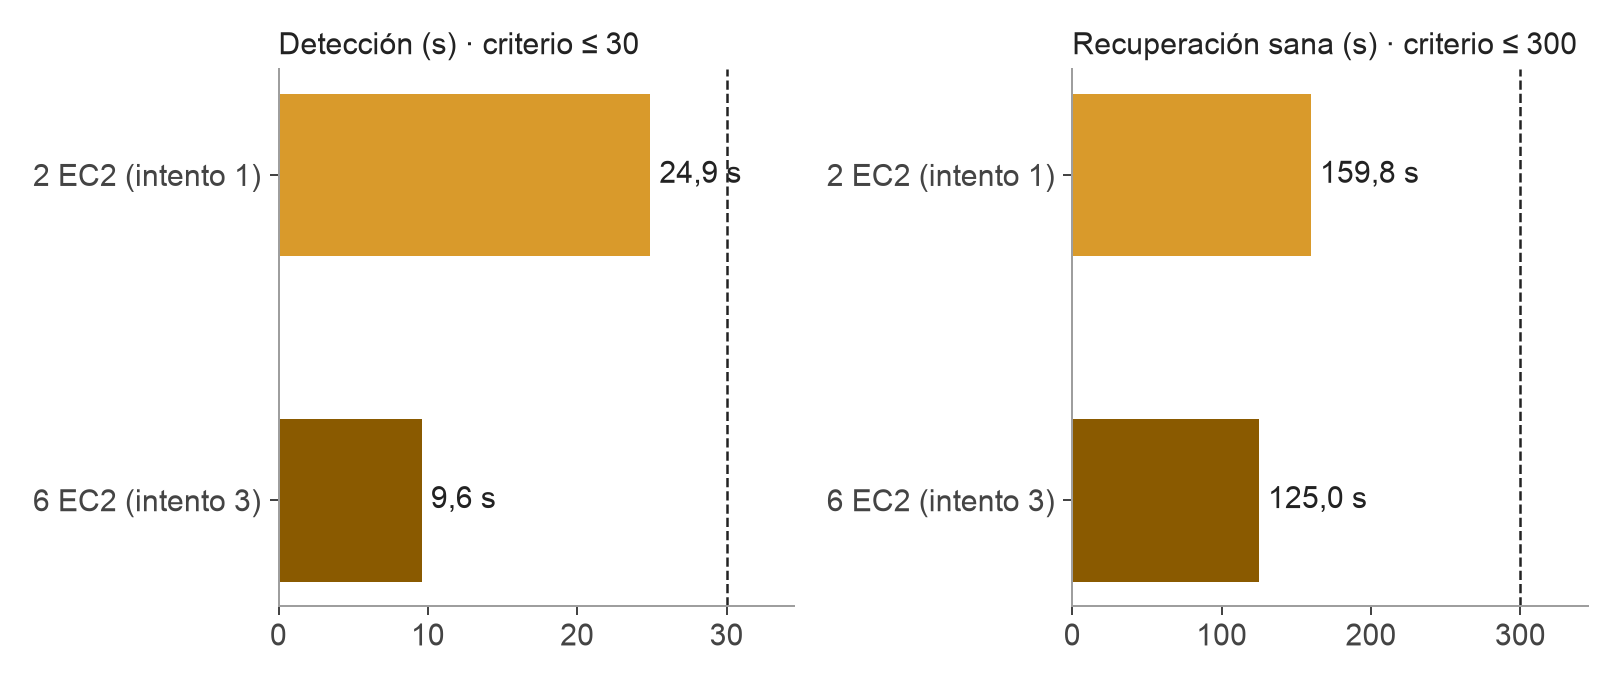 Detección (s) · criterio ≤ 30
2 EC2 (intento 1)
24,9 s
6 EC2 (intento 3)
9,6 s
0 10 20 30
Recuperación sana (s) · criterio ≤ 300
2 EC2 (intento 1)
159,8 s
6 EC2 (intento 3)
125,0 s
0 100 200 300